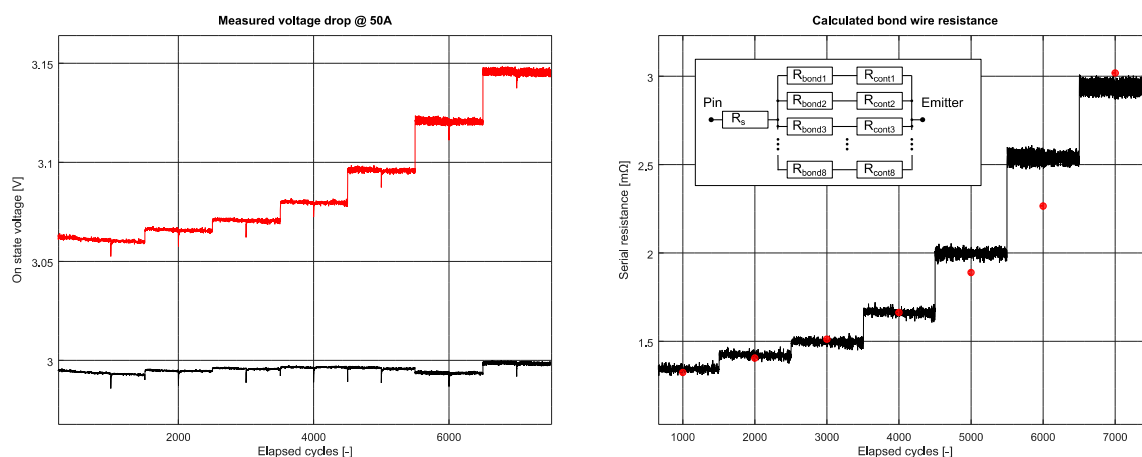 Measured voltage drop @ 50A
3.15
3.1
3.05
3
On state voltage [V]
2000
4000
6000
Elapsed cycles [-]
Calculated bond wire resistance
3
2.5
2
1.5
1
Serial resistance [mΩ]
Pin
Rs
Rbond1
Rcont1
Rbond2
Rcont2
Rbond3
Rcont3
Rbond8
Rcont8
Emitter
1000
2000
3000
4000
5000
6000
7000
Elapsed cycles [-]